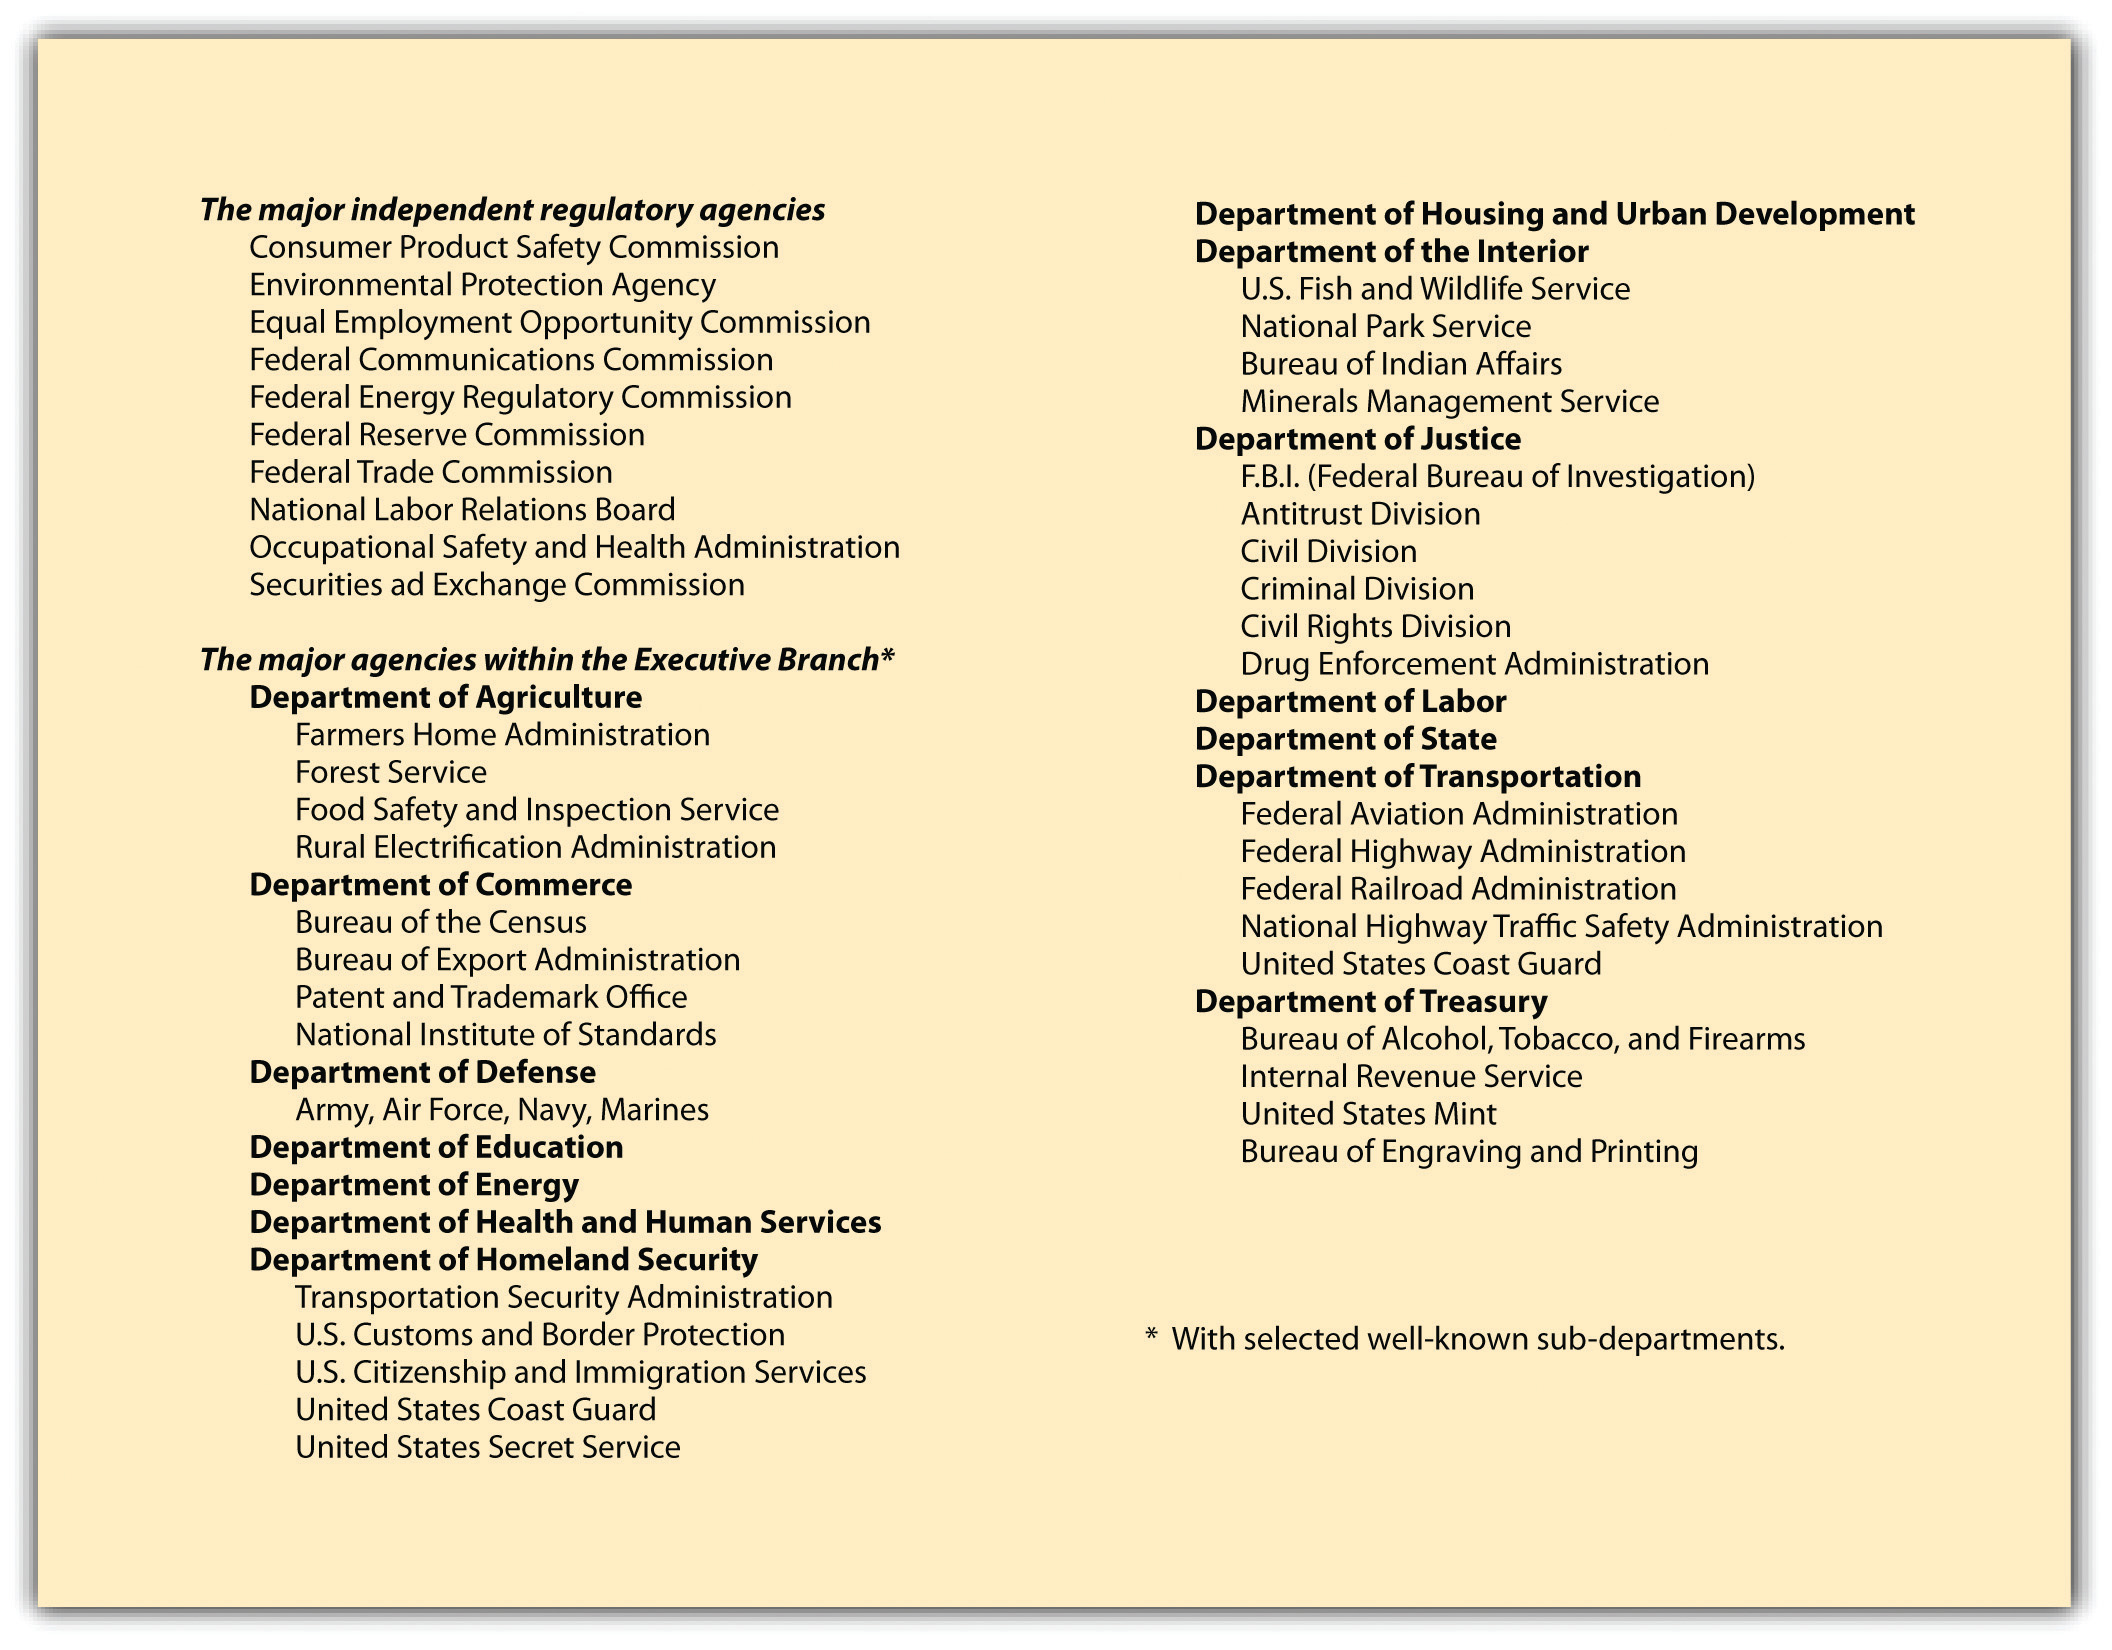 The major independent regulatory agencies
Consumer Product Safety Commission
Environmental Protection Agency
Equal Employment Opportunity Commission
Federal Communications Commission
Federal Energy Regulatory Commission
Federal Reserve Commission
Federal Trade Commission
National Labor Relations Board
Occupational Safety and Health Administration
Securities ad Exchange Commission
The major agencies within the Executive Branch*
Department of Agriculture
Farmers Home Administration
Forest Service
Food Safety and Inspection Service
Rural Electrification Administration
Department of Commerce
Bureau of the Census
Bureau of Export Administration
Patent and Trademark Office
National Institute of Standards
Department of Defense
Army, Air Force, Navy, Marines
Department of Education
Department of Energy
Department of Health and Human Services
Department of Homeland Security
Transportation Security Administration
U.S. Customs and Border Protection
U.S. Citizenship and Immigration Services
United States Coast Guard
United States Secret Service
Department of Housing and Urban Development
Department of the Interior
U.S. Fish and Wildlife Service
National Park Service
Bureau of Indian Affairs
Minerals Management Service
Department of Justice
F.B.I. (Federal Bureau of Investigation)
Antitrust Division
Civil Division
Criminal Division
Civil Rights Division
Drug Enforcement Administration
Department of Labor
Department of State
Department of Transportation
Federal Aviation Administration
Federal Highway Administration
Federal Railroad Administration
National Highway Traffic Safety Administration
United States Coast Guard
Department of Treasury
Bureau of Alcohol, Tobacco, and Firearms
Internal Revenue Service
United States Mint
Bureau of Engraving and Printing
* With selected well-known sub-departments.